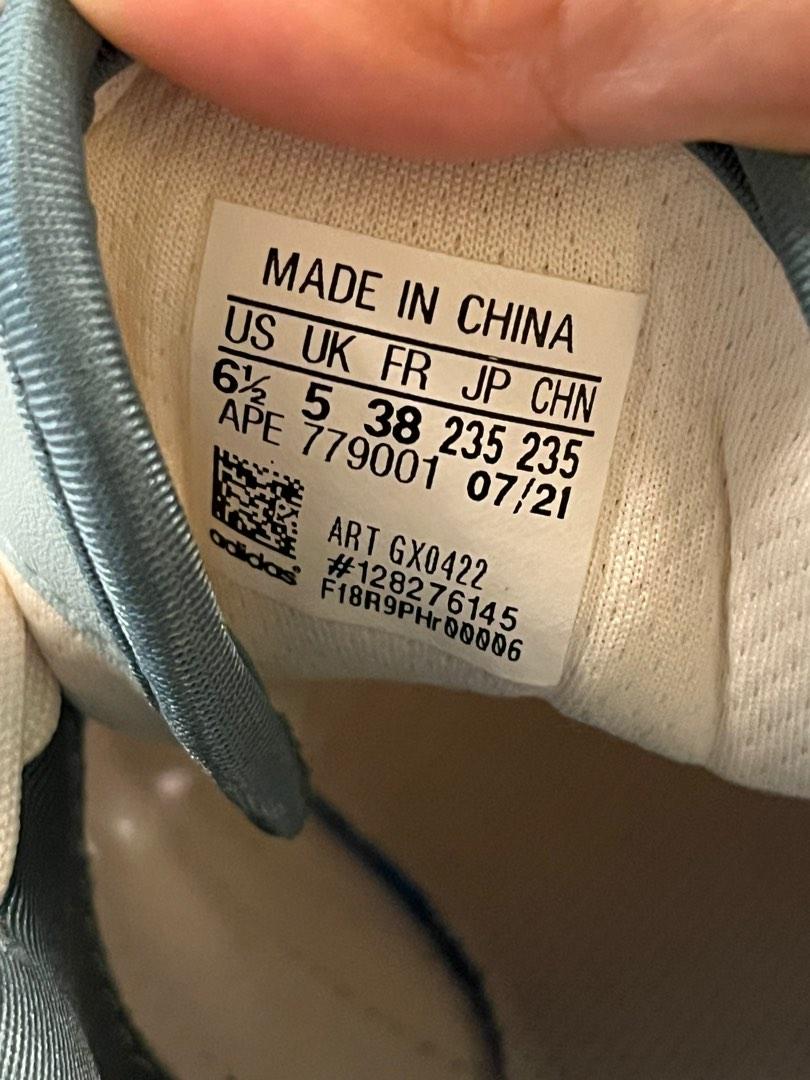 MADE IN CHINA
US UK FR JP CHN
6½ 5 38 235 235
APE 779001 07/21
ART GX0422
#128276145
F18R9PHr00006
adidas